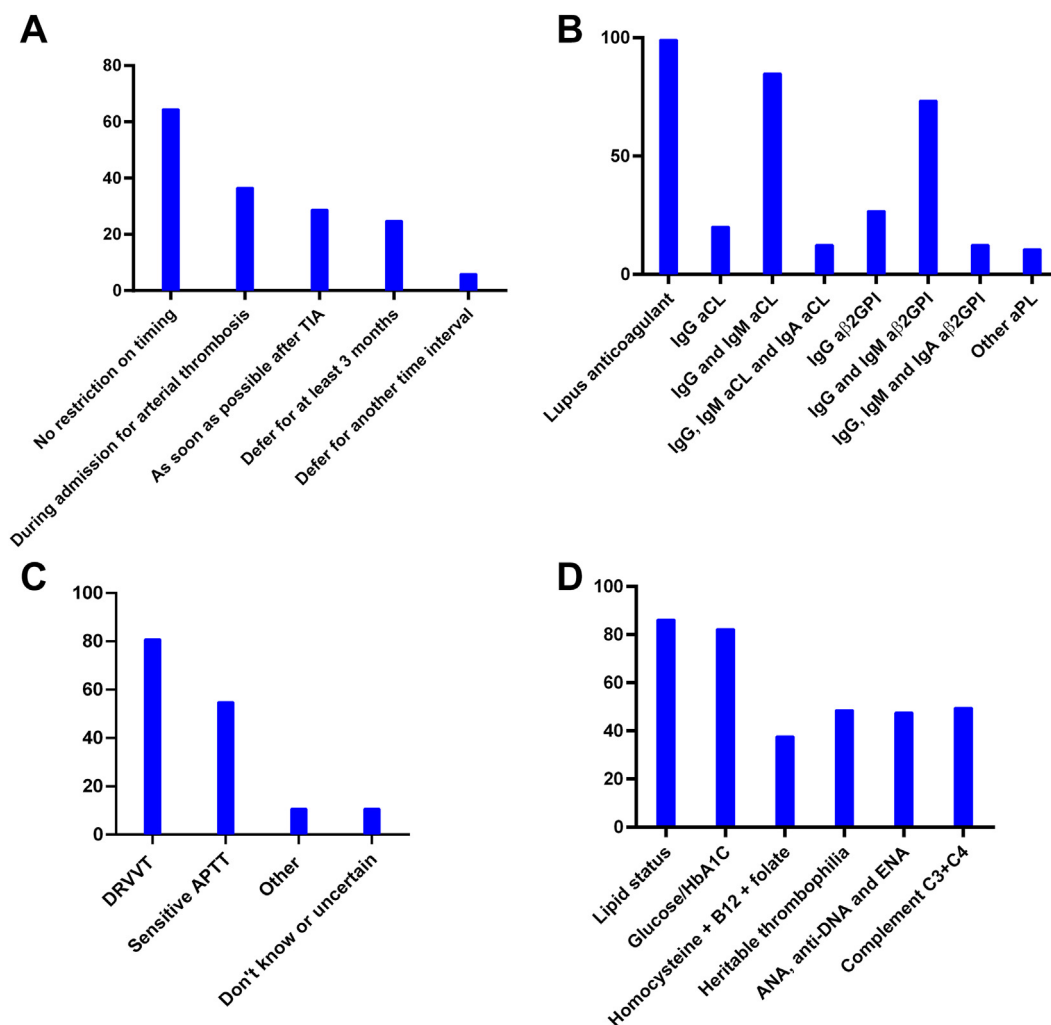 A
80
60
40
20
0
No restriction on timing
During admission for arterial thrombosis
As soon as possible after TIA
Defer for at least 3 months
Defer for another time interval
B
100
50
0
Lupus anticoagulant
IgG aCL
IgG and IgM aCL
IgG, IgM aCL and IgA aCL
IgG aβ2GPI
IgG and IgM aβ2GPI
IgG, IgM and IgA aβ2GPI
Other aPL
C
100
80
60
40
20
0
DRVVT
Sensitive APTT
Other
Don't know or uncertain
D
100
80
60
40
20
0
Lipid status
Glucose/HbA1C
Homocysteine + B12 + folate
Heritable thrombophilia
ANA, anti-DNA and ENA
Complement C3+C4